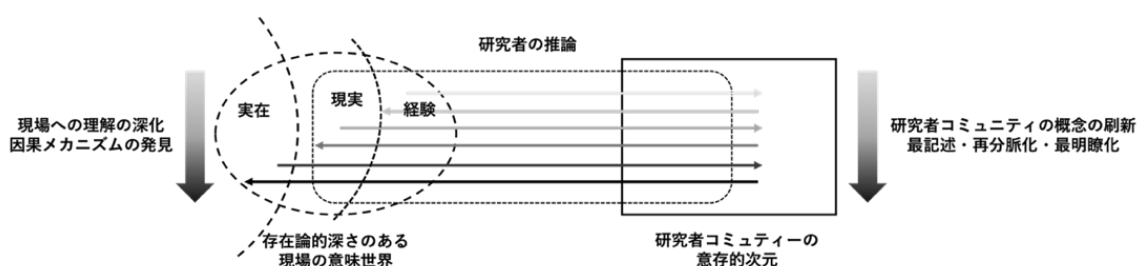 研究者の推論
実在
現実
経験
現場への理解の深化
因果メカニズムの発見
研究者コミュニティの概念の刷新
最記述・再分脈化・最明瞭化
存在論的深さのある
現場の意味世界
研究者コミュティーの
意存的次元